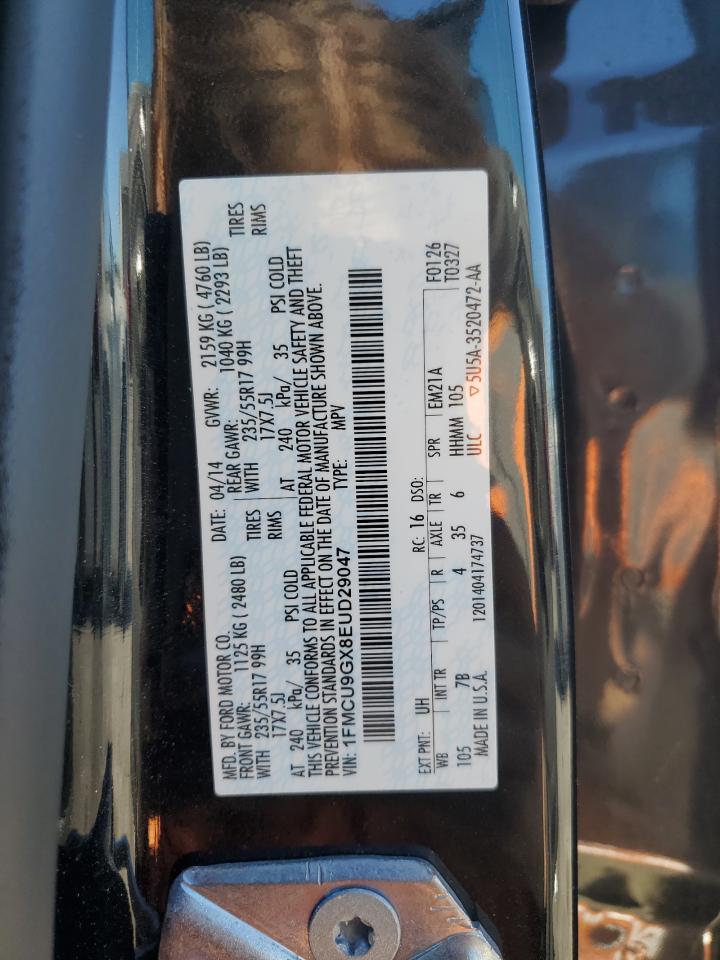 MFD. BY FORD MOTOR CO. DATE: 04/14 GVWR: 2159 KG ( 4760 LB)
FRONT GAWR: 1125 KG ( 2480 LB) REAR GAWR: 1040 KG ( 2293 LB)
WITH 235/55R17 99H TIRES WITH 235/55R17 99H TIRES
17X7.5J RIMS 17X7.5J RIMS
AT 240 kPa/ 35 PSI COLD AT 240 kPa/ 35 PSI COLD
THIS VEHICLE CONFORMS TO ALL APPLICABLE FEDERAL MOTOR VEHICLE SAFETY AND THEFT
PREVENTION STANDARDS IN EFFECT ON THE DATE OF MANUFACTURE SHOWN ABOVE.
VIN: 1FMCU9GX8EUD29047 TYPE: MPV
EXT PNT: UH RC: 16 DSO: F0126
WB INT TR TP/PS R AXLE TR SPR EM21A T0327
105 7B 4 35 6 HHMM 105
MADE IN U.S.A. 1201404174737 ULC ▽5U5A-3520472-AA